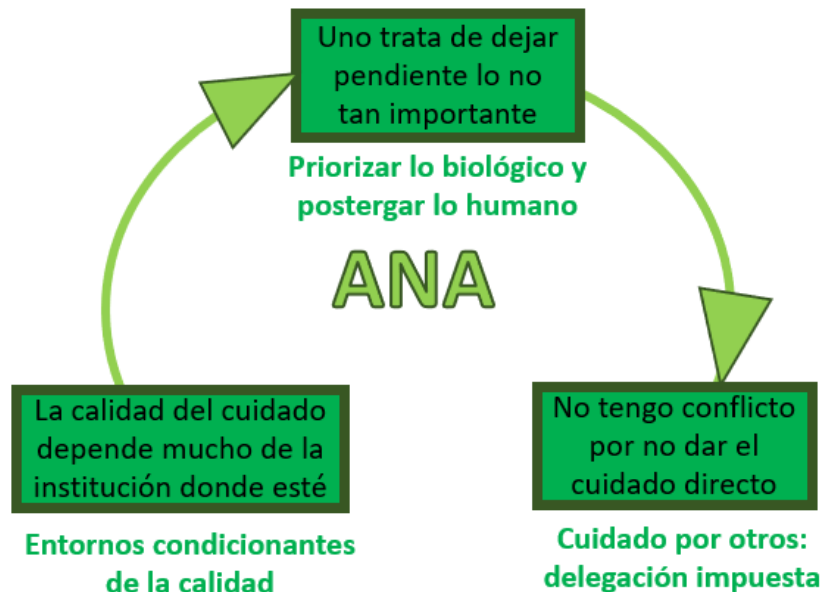 Uno trata de dejar
pendiente lo no
tan importante
Priorizar lo biológico y
postergar lo humano
ANA
La calidad del cuidado
depende mucho de la
institución donde esté
Entornos condicionantes
de la calidad
No tengo conflicto
por no dar el
cuidado directo
Cuidado por otros:
delegación impuesta